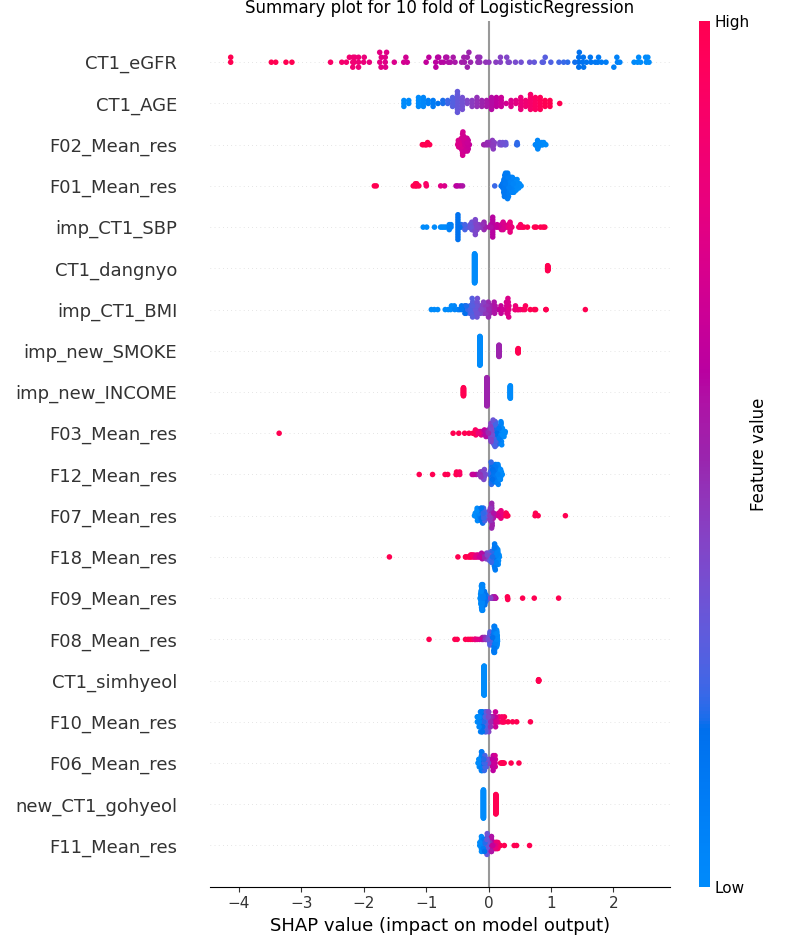 Summary plot for 10 fold of LogisticRegression
High
CT1_eGFR
CT1_AGE
F02_Mean_res
F01_Mean_res
imp_CT1_SBP
CT1_dangnyo
imp_CT1_BMI
imp_new_SMOKE
imp_new_INCOME
F03_Mean_res
F12_Mean_res
F07_Mean_res
F18_Mean_res
F09_Mean_res
F08_Mean_res
CT1_simhyeol
F10_Mean_res
F06_Mean_res
new_CT1_gohyeol
F11_Mean_res
Feature value
Low
−4 −3 −2 −1 0 1 2
SHAP value (impact on model output)